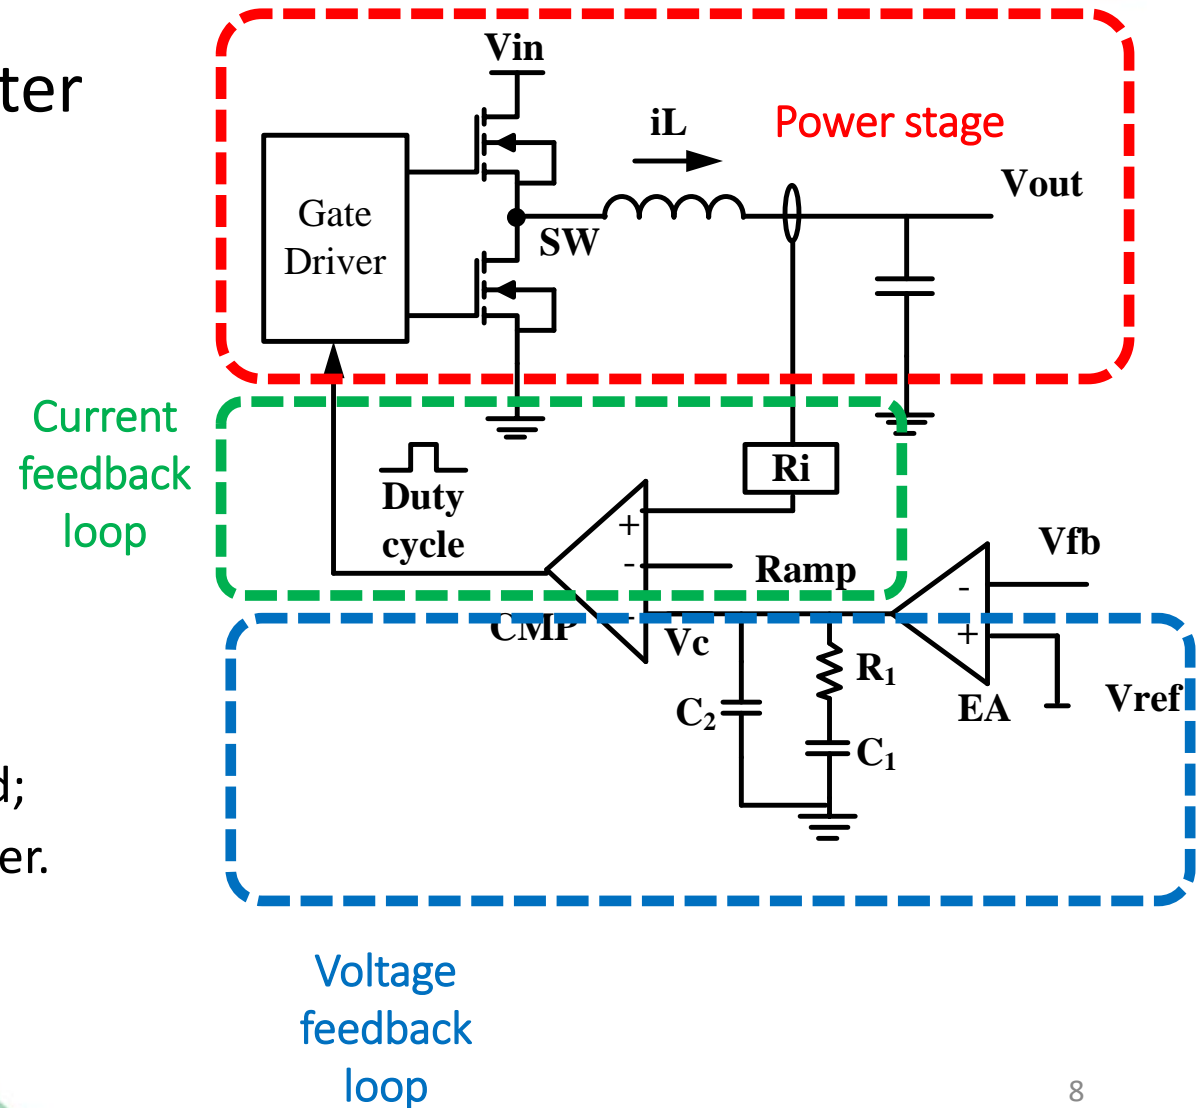 ter
Vin
iL
Power stage
Vout
Gate
Driver
SW
Current
feedback
loop
Duty
cycle
Ri
+
-
Ramp
Vfb
-
+
CMP
-
Vc
R₁
EA
Vref
C₂
C₁
d;
er.
Voltage
feedback
loop
8